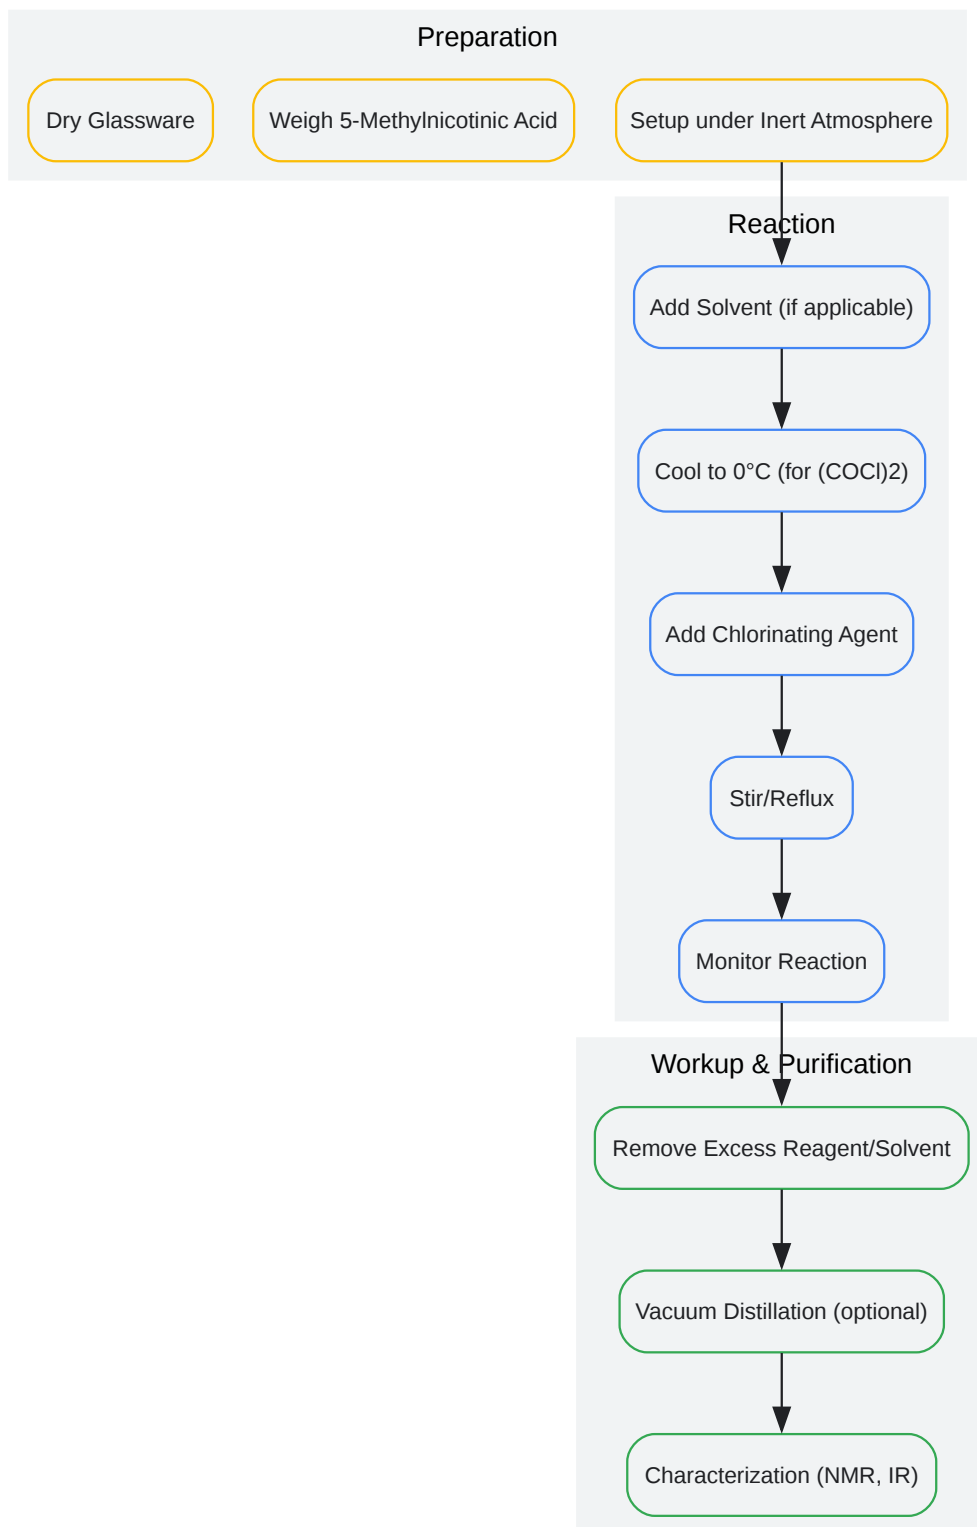 Preparation
Dry Glassware
Weigh 5-Methylnicotinic Acid
Setup under Inert Atmosphere
Reaction
Add Solvent (if applicable)
Cool to 0°C (for (COCl)2)
Add Chlorinating Agent
Stir/Reflux
Monitor Reaction
Workup & Purification
Remove Excess Reagent/Solvent
Vacuum Distillation (optional)
Characterization (NMR, IR)